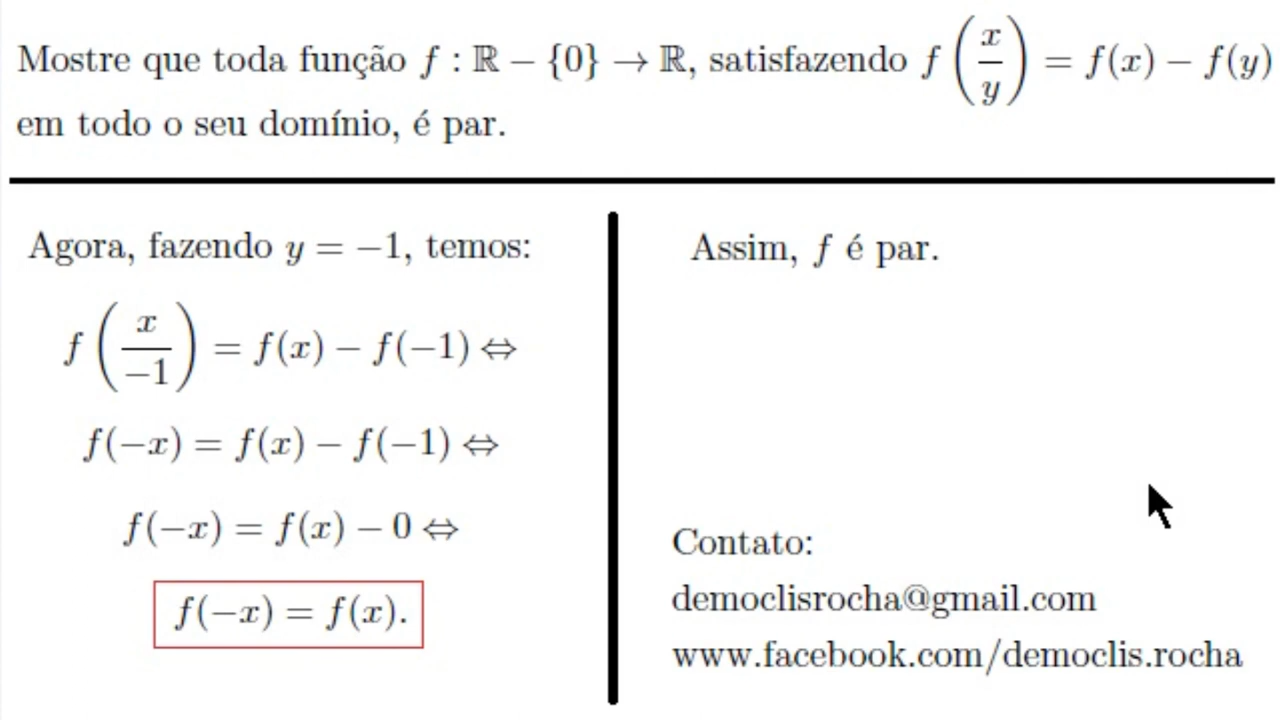 Mostre que toda função f : ℝ − {0} → ℝ, satisfazendo f(x/y) = f(x) − f(y)
em todo o seu domínio, é par.
Agora, fazendo y = −1, temos:
f(x/−1) = f(x) − f(−1) ⇔
f(−x) = f(x) − f(−1) ⇔
f(−x) = f(x) − 0 ⇔
f(−x) = f(x).
Assim, f é par.
Contato:
democlisrocha@gmail.com
www.facebook.com/democlis.rocha